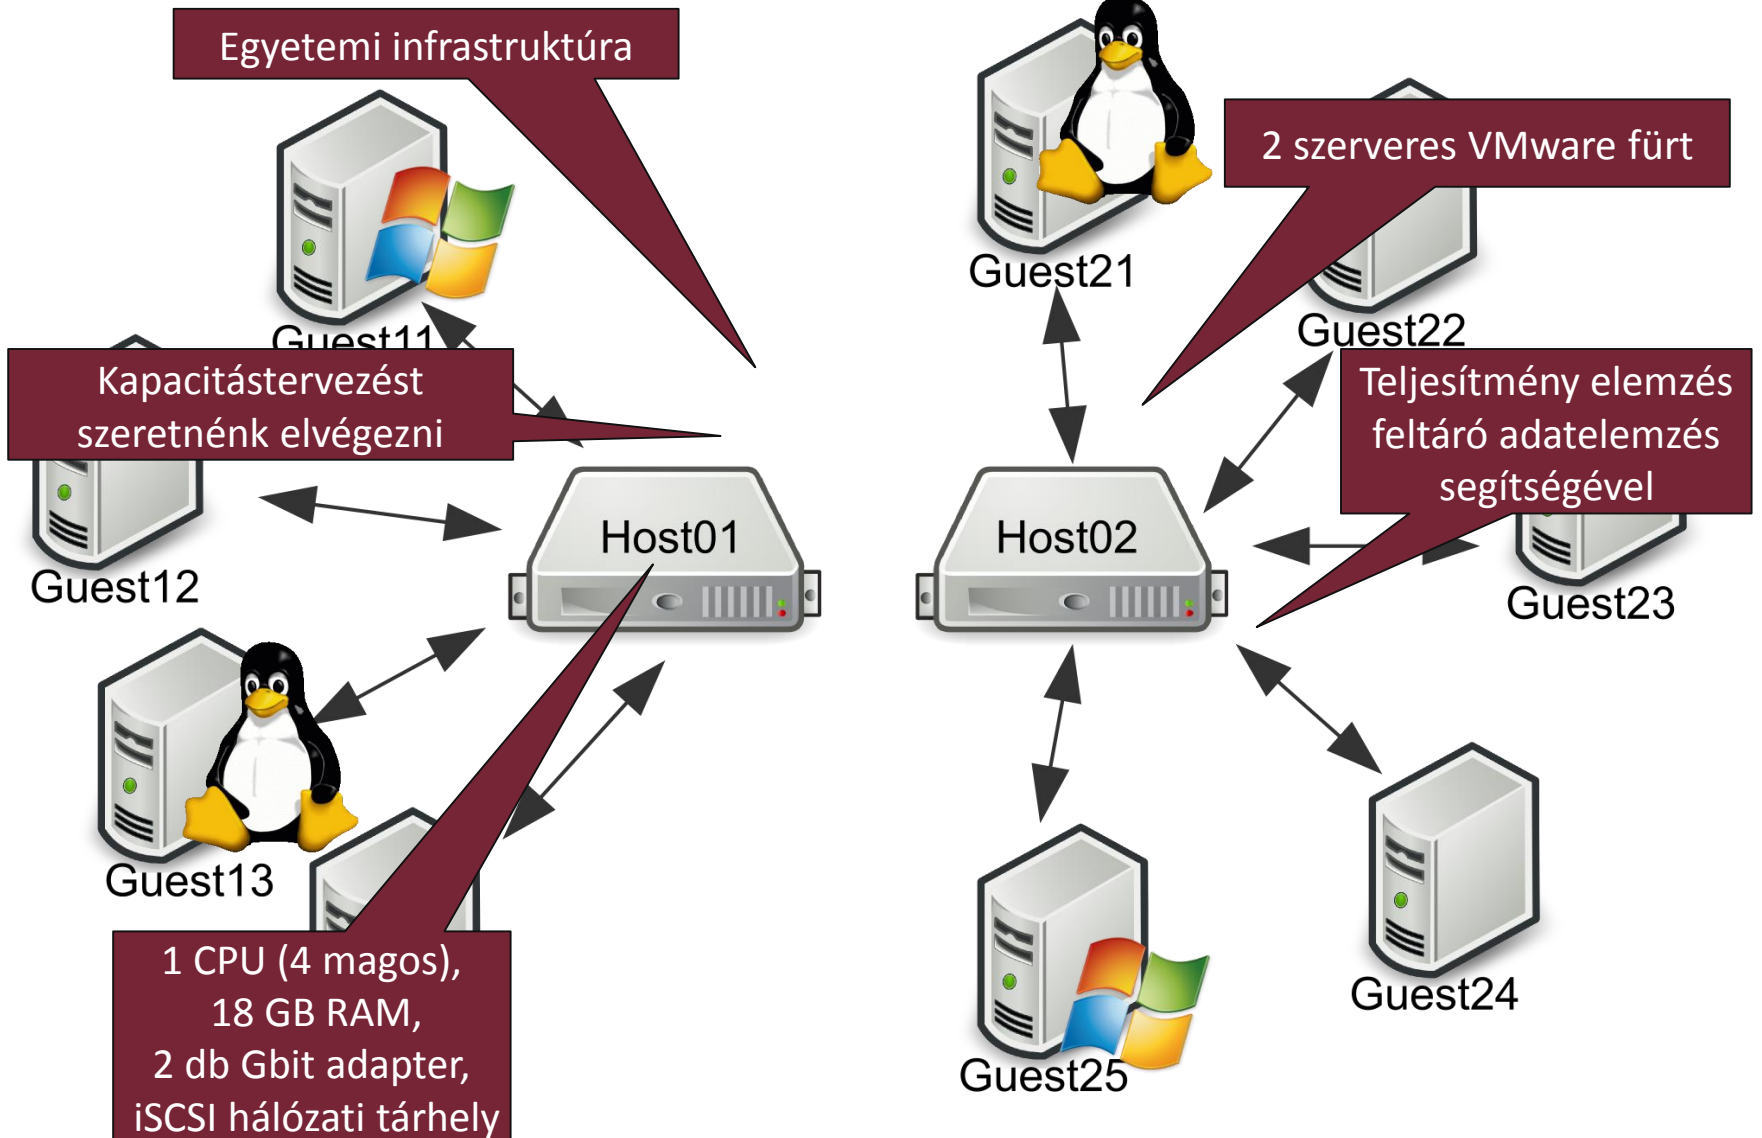 Egyetemi infrastruktúra
2 szerveres VMware fürt
Guest11
Guest21
Guest22
Kapacitástervezést
szeretnénk elvégezni
Teljesítmény elemzés
feltáró adatelemzés
segítségével
Host01
Host02
Guest12
Guest23
Guest13
1 CPU (4 magos),
18 GB RAM,
2 db Gbit adapter,
iSCSI hálózati tárhely
Guest24
Guest25